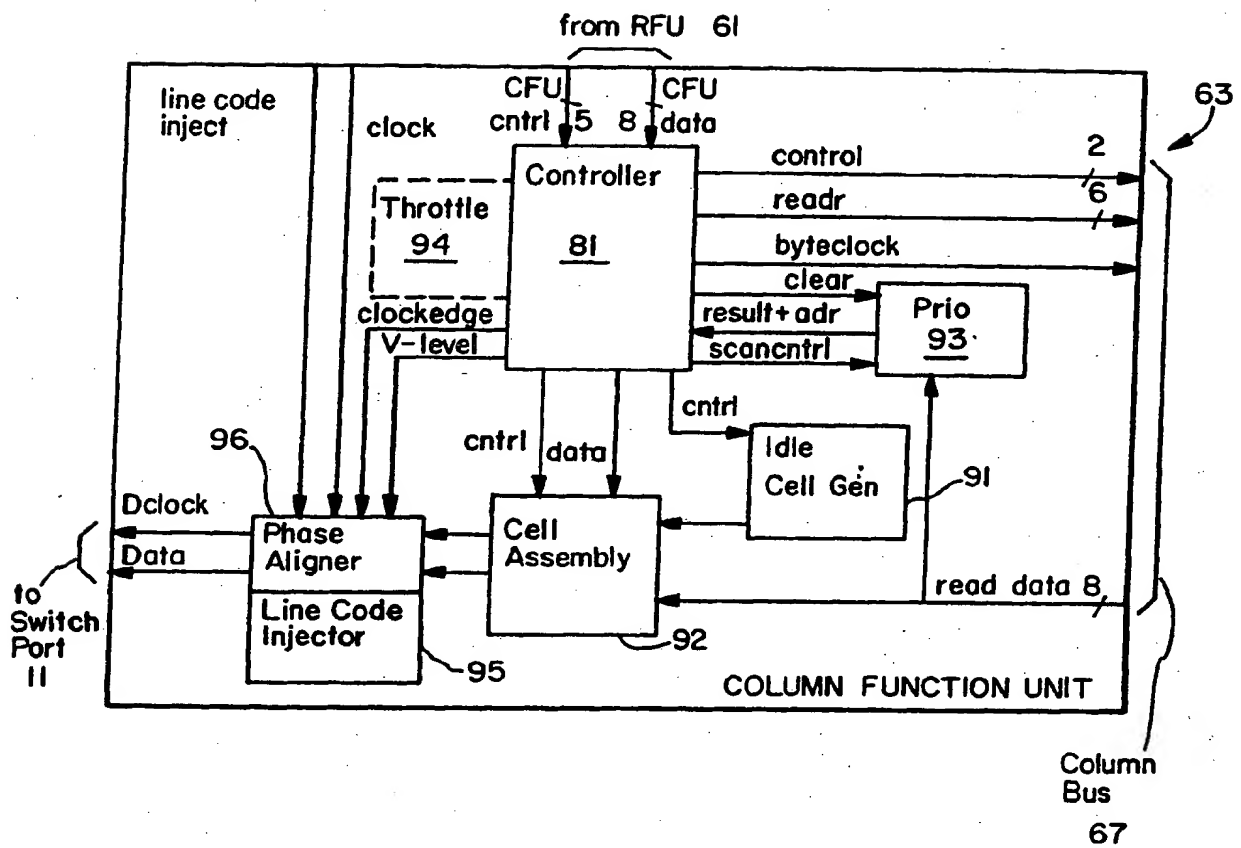 from RFU 61
CFU
CFU
cntrl 5 8 data
line code
inject
clock
63
Controller
81
Throttle
94
control 2
readr 6
byteclock
clear
result+adr
scancntrl
Prio
93
clockedge
V-level
cntrl
data
cntrl
Idle
Cell Gen
91
96
Dclock
Data
Phase
Aligner
Line Code
Injector
95
Cell
Assembly
92
read data 8
to
Switch
Port
11
COLUMN FUNCTION UNIT
Column
Bus
67